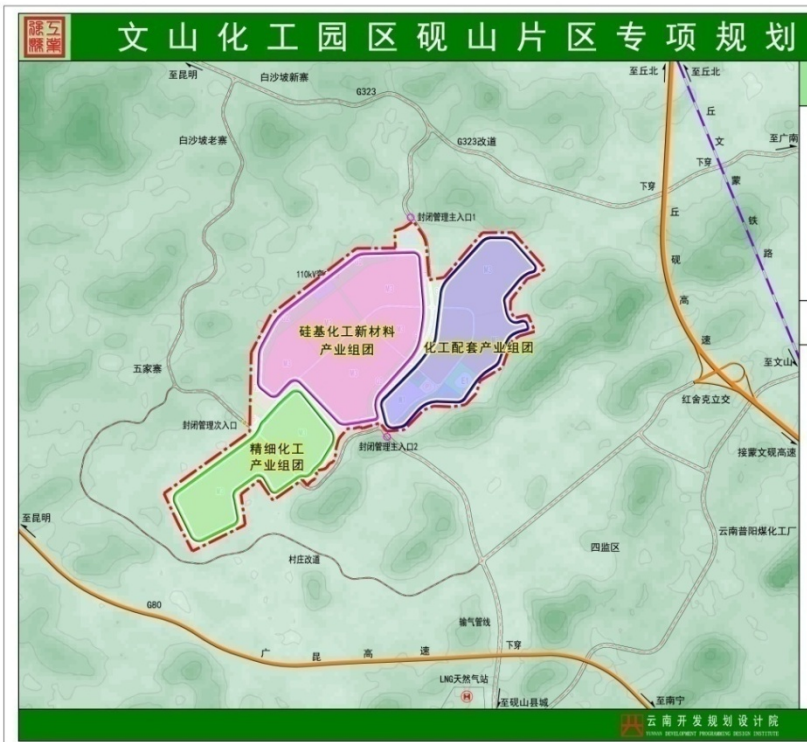 文山化工园区砚山片区专项规划
至昆明
白沙坡新寨
G323
至丘北
至丘北
白沙坡老寨
G323改道
丘文蒙铁路
至广南
下穿
下穿
封闭管理主入口1
丘砚高速
110kV
硅基化工新材料
产业组团
化工配套产业组团
五家寨
至文山
红舍克立交
封闭管理次入口
精细化工
产业组团
封闭管理主入口2
接蒙文砚高速
至昆明
云南普阳煤化工厂
四监区
村庄改道
G80
广昆高速
输气管线
下穿
LNG天然气站
至砚山县城
至南宁
云南开发规划设计院
YUNNAN DEVELOPMENT PROGRAMMING DESIGN INSTITUTE